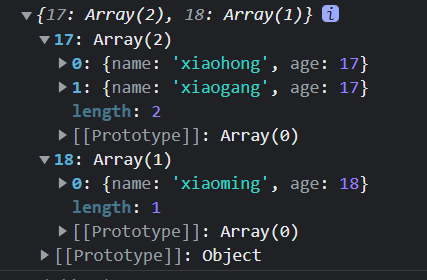 ▼{17: Array(2), 18: Array(1)} i
▼17: Array(2)
▶0: {name: 'xiaohong', age: 17}
▶1: {name: 'xiaogang', age: 17}
length: 2
▶[[Prototype]]: Array(0)
▼18: Array(1)
▶0: {name: 'xiaoming', age: 18}
length: 1
▶[[Prototype]]: Array(0)
▶[[Prototype]]: Object